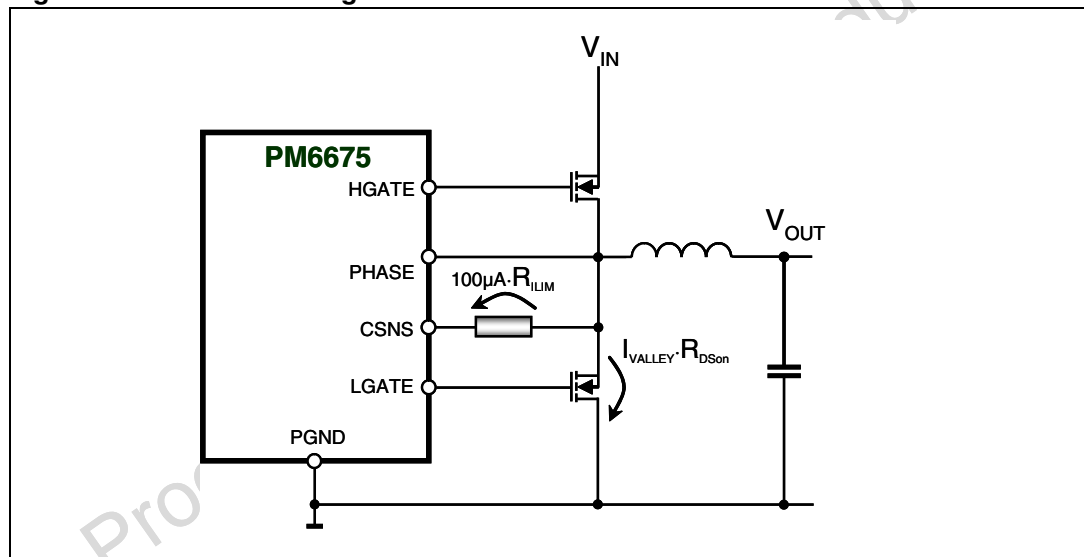 V_IN
PM6675
HGATE
V_OUT
PHASE
100µA·R_ILIM
CSNS
I_VALLEY·R_DSon
LGATE
PGND